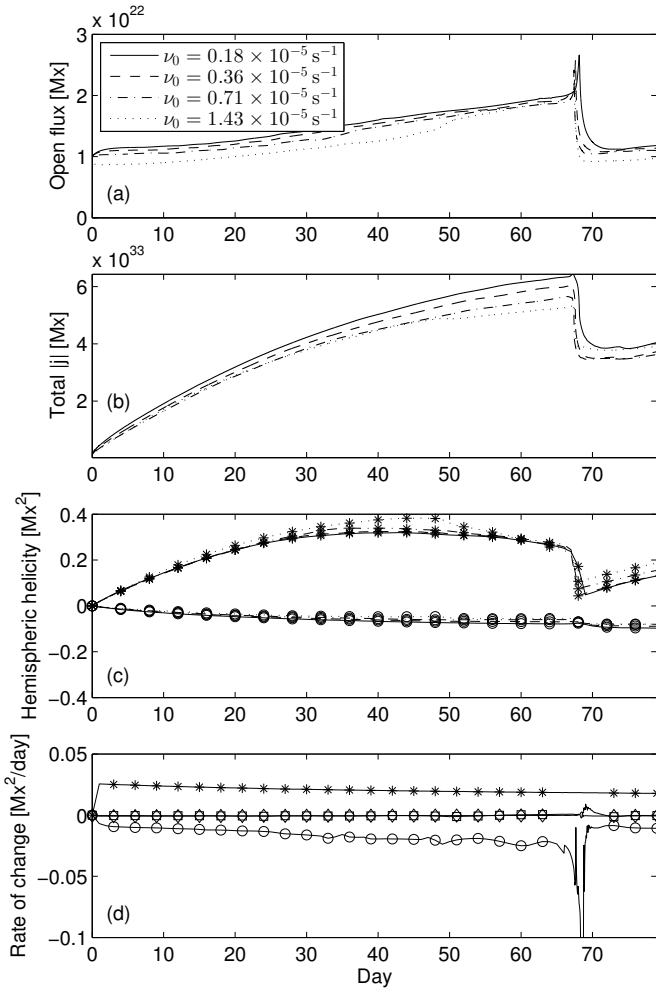 x 10^22
3
2
1
0
Open flux [Mx]
ν_0 = 0.18 × 10^−5 s^−1
ν_0 = 0.36 × 10^−5 s^−1
ν_0 = 0.71 × 10^−5 s^−1
ν_0 = 1.43 × 10^−5 s^−1
(a)
0 10 20 30 40 50 60 70
x 10^33
6
4
2
Total |j| [Mx]
(b)
0 10 20 30 40 50 60 70
0.4
0.2
0
−0.2
−0.4
Hemispheric helicity [Mx^2]
(c)
0 10 20 30 40 50 60 70
0.05
0
−0.05
−0.1
Rate of change [Mx^2/day]
(d)
0 10 20 30 40 50 60 70
Day